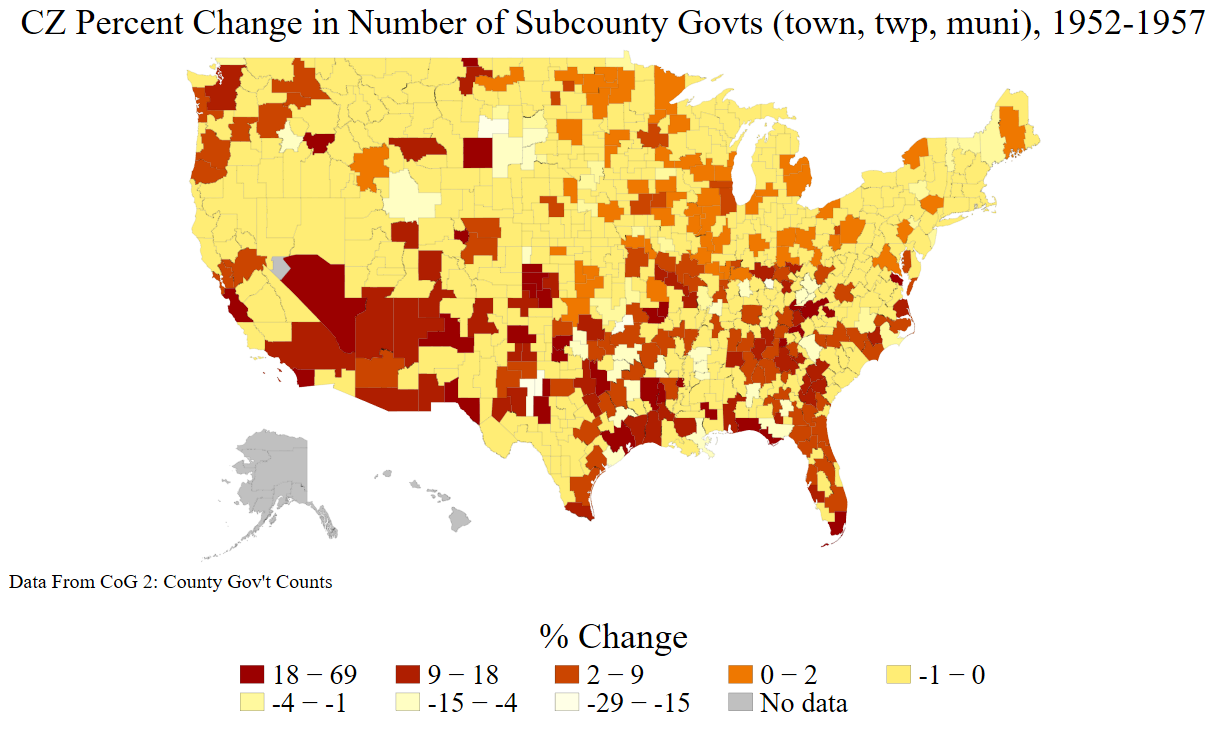 CZ Percent Change in Number of Subcounty Govts (town, twp, muni), 1952-1957
Data From CoG 2: County Gov't Counts
% Change
18 − 69 9 − 18 2 − 9 0 − 2 -1 − 0
-4 − -1 -15 − -4 -29 − -15 No data